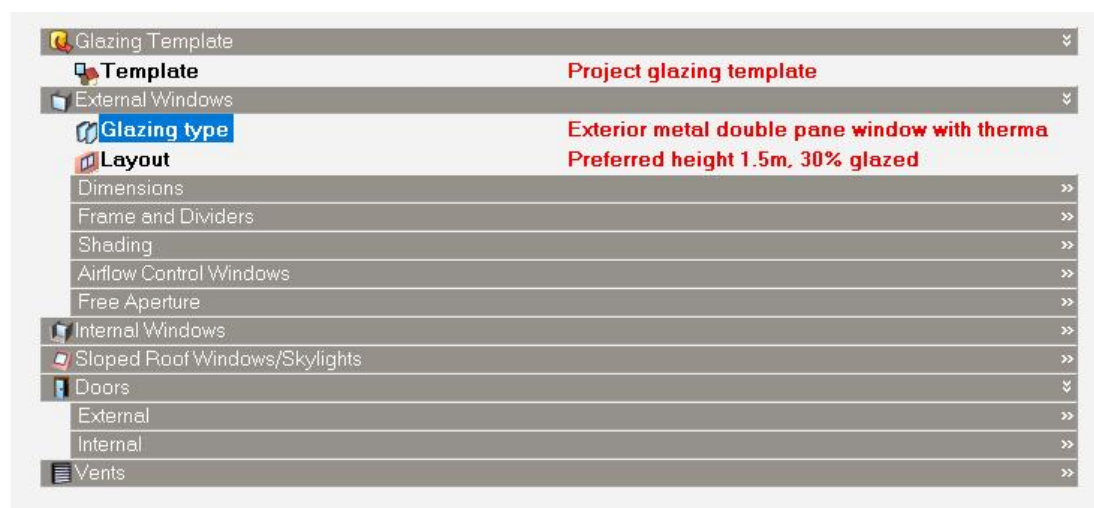 Glazing Template
Template Project glazing template
External Windows
Glazing type Exterior metal double pane window with therma
Layout Preferred height 1.5m, 30% glazed
Dimensions
Frame and Dividers
Shading
Airflow Control Windows
Free Aperture
Internal Windows
Sloped Roof Windows/Skylights
Doors
External
Internal
Vents